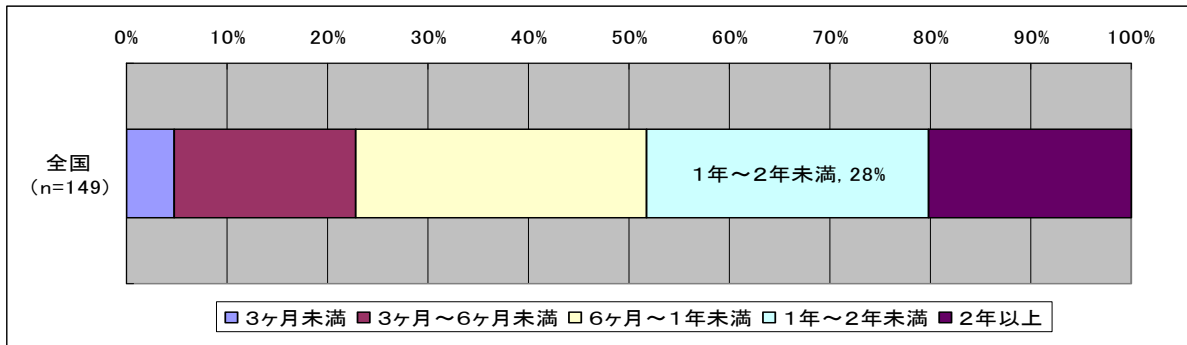 0% 10% 20% 30% 40% 50% 60% 70% 80% 90% 100%
全国
(n=149)
1年～2年未満, 28%
3ヶ月未満 3ヶ月～6ヶ月未満 6ヶ月～1年未満 1年～2年未満 2年以上